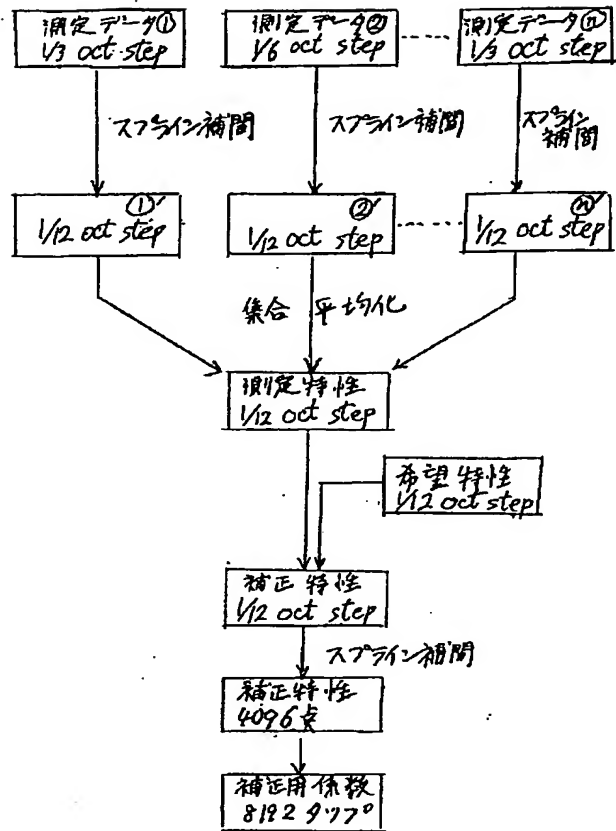 測定データ①
1/3 oct step
測定データ②
1/6 oct step
測定データⓝ
1/3 oct step
スプライン補間
スプライン補間
スプライン
補間
①'
1/12 oct step
②'
1/12 oct step
ⓝ'
1/12 oct step
集合 平均化
測定特性
1/12 oct step
希望特性
1/12 oct step
補正特性
1/12 oct step
スプライン補間
補正特性
4096点
補正用係数
8192タップ